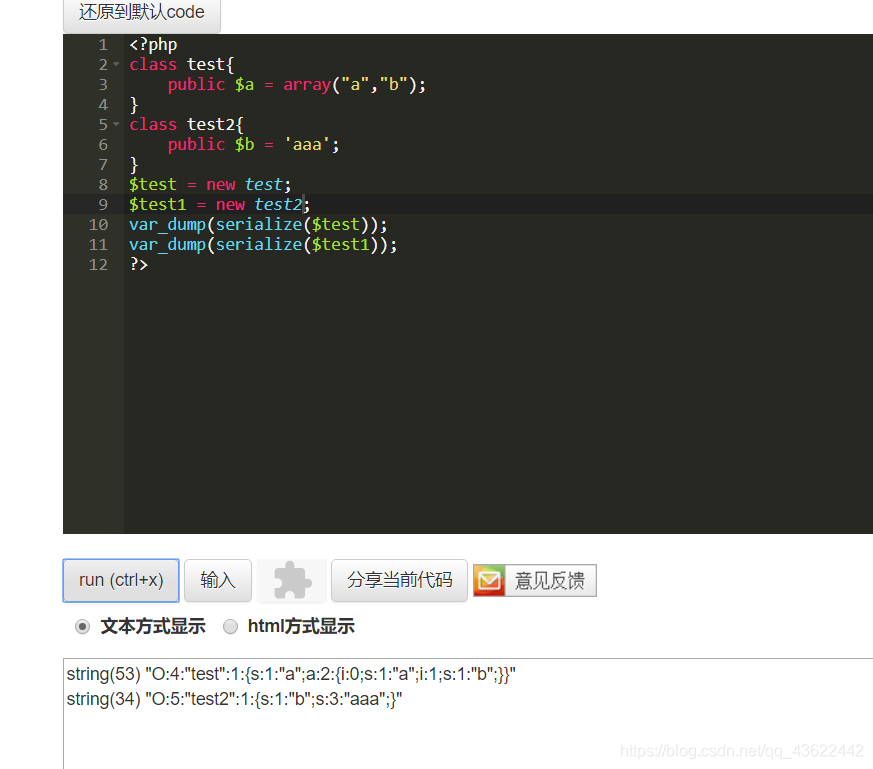 还原到默认code
1 <?php
2 class test{
3 public $a = array("a","b");
4 }
5 class test2{
6 public $b = 'aaa';
7 }
8 $test = new test;
9 $test1 = new test2;
10 var_dump(serialize($test));
11 var_dump(serialize($test1));
12 ?>
run (ctrl+x) 输入 分享当前代码 意见反馈
文本方式显示 html方式显示
string(53) "O:4:"test":1:{s:1:"a";a:2:{i:0;s:1:"a";i:1;s:1:"b";}}"
string(34) "O:5:"test2":1:{s:1:"b";s:3:"aaa";}"
https://blog.csdn.net/qq_43622442